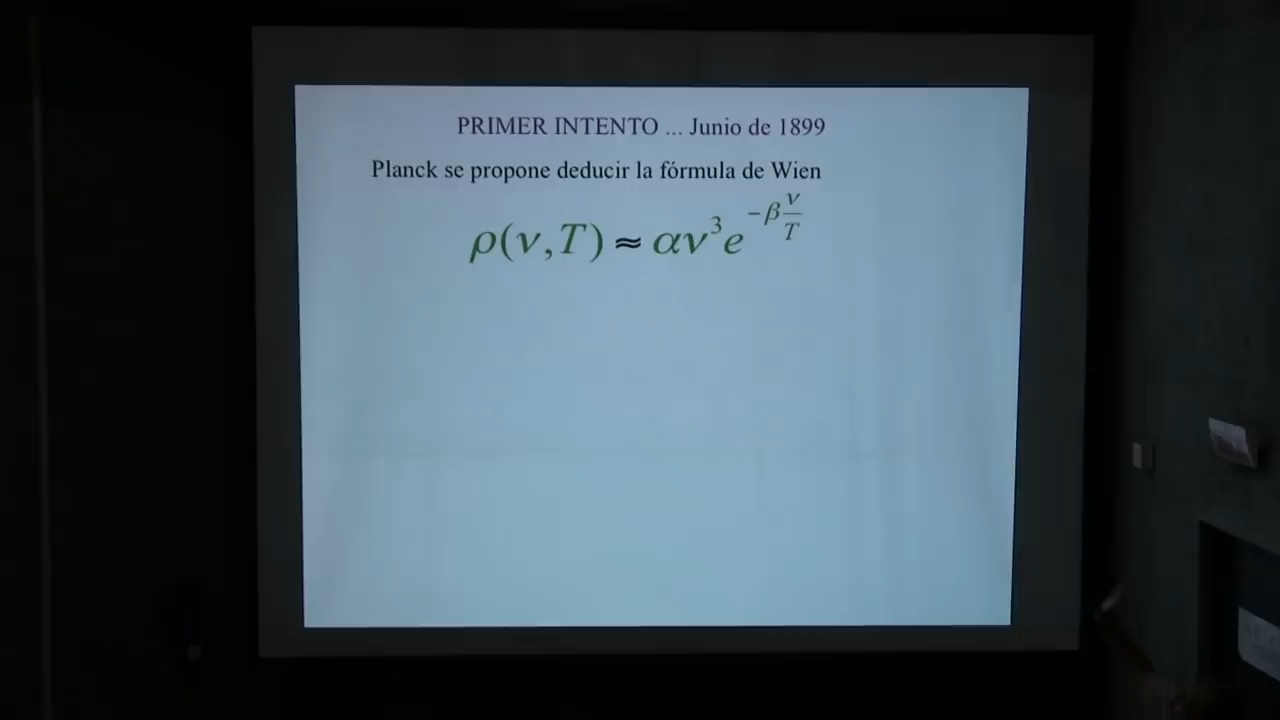 PRIMER INTENTO ... Junio de 1899
Planck se propone deducir la fórmula de Wien
ρ(ν,T) ≈ αν³e^(-β ν/T)